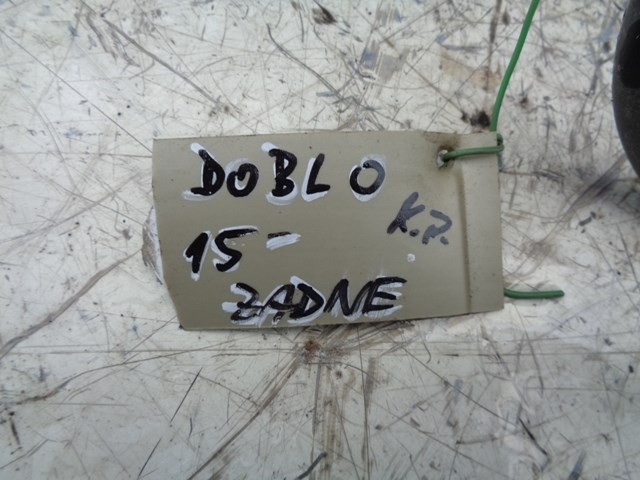 DOBLO
15- K.P.
ZADNE